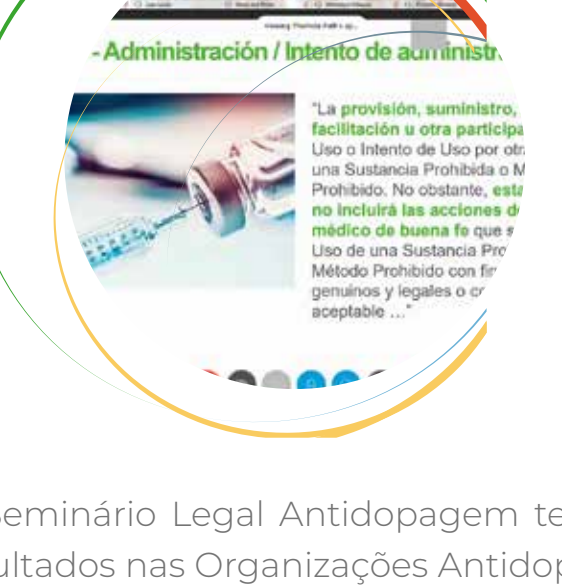 - Administración / Intento de administr
"La provisión, suministro,
facilitación u otra participa
Uso o Intento de Uso por otr
una Sustancia Prohibida o M
Prohibido. No obstante, esta
no incluirá las acciones d
médico de buena fe que s
Uso de una Sustancia Pro
Método Prohibido con fin
genuinos y legales o c
aceptable ..."
Seminário Legal Antidopagem te
ultados nas Organizações Antidop